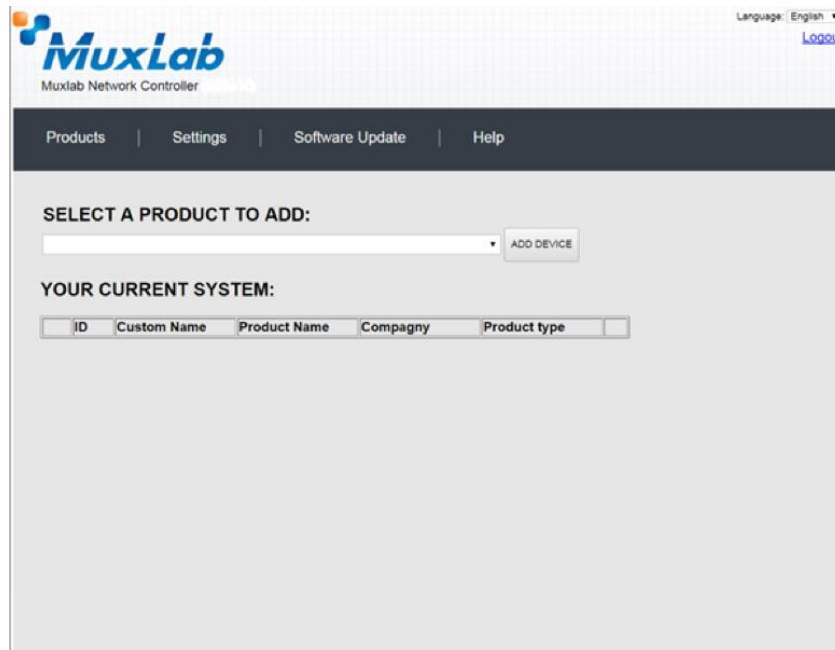 Language: English
Logou
MuxLab
Muxlab Network Controller
Products | Settings | Software Update | Help
SELECT A PRODUCT TO ADD:
ADD DEVICE
YOUR CURRENT SYSTEM:
ID Custom Name Product Name Compagny Product type